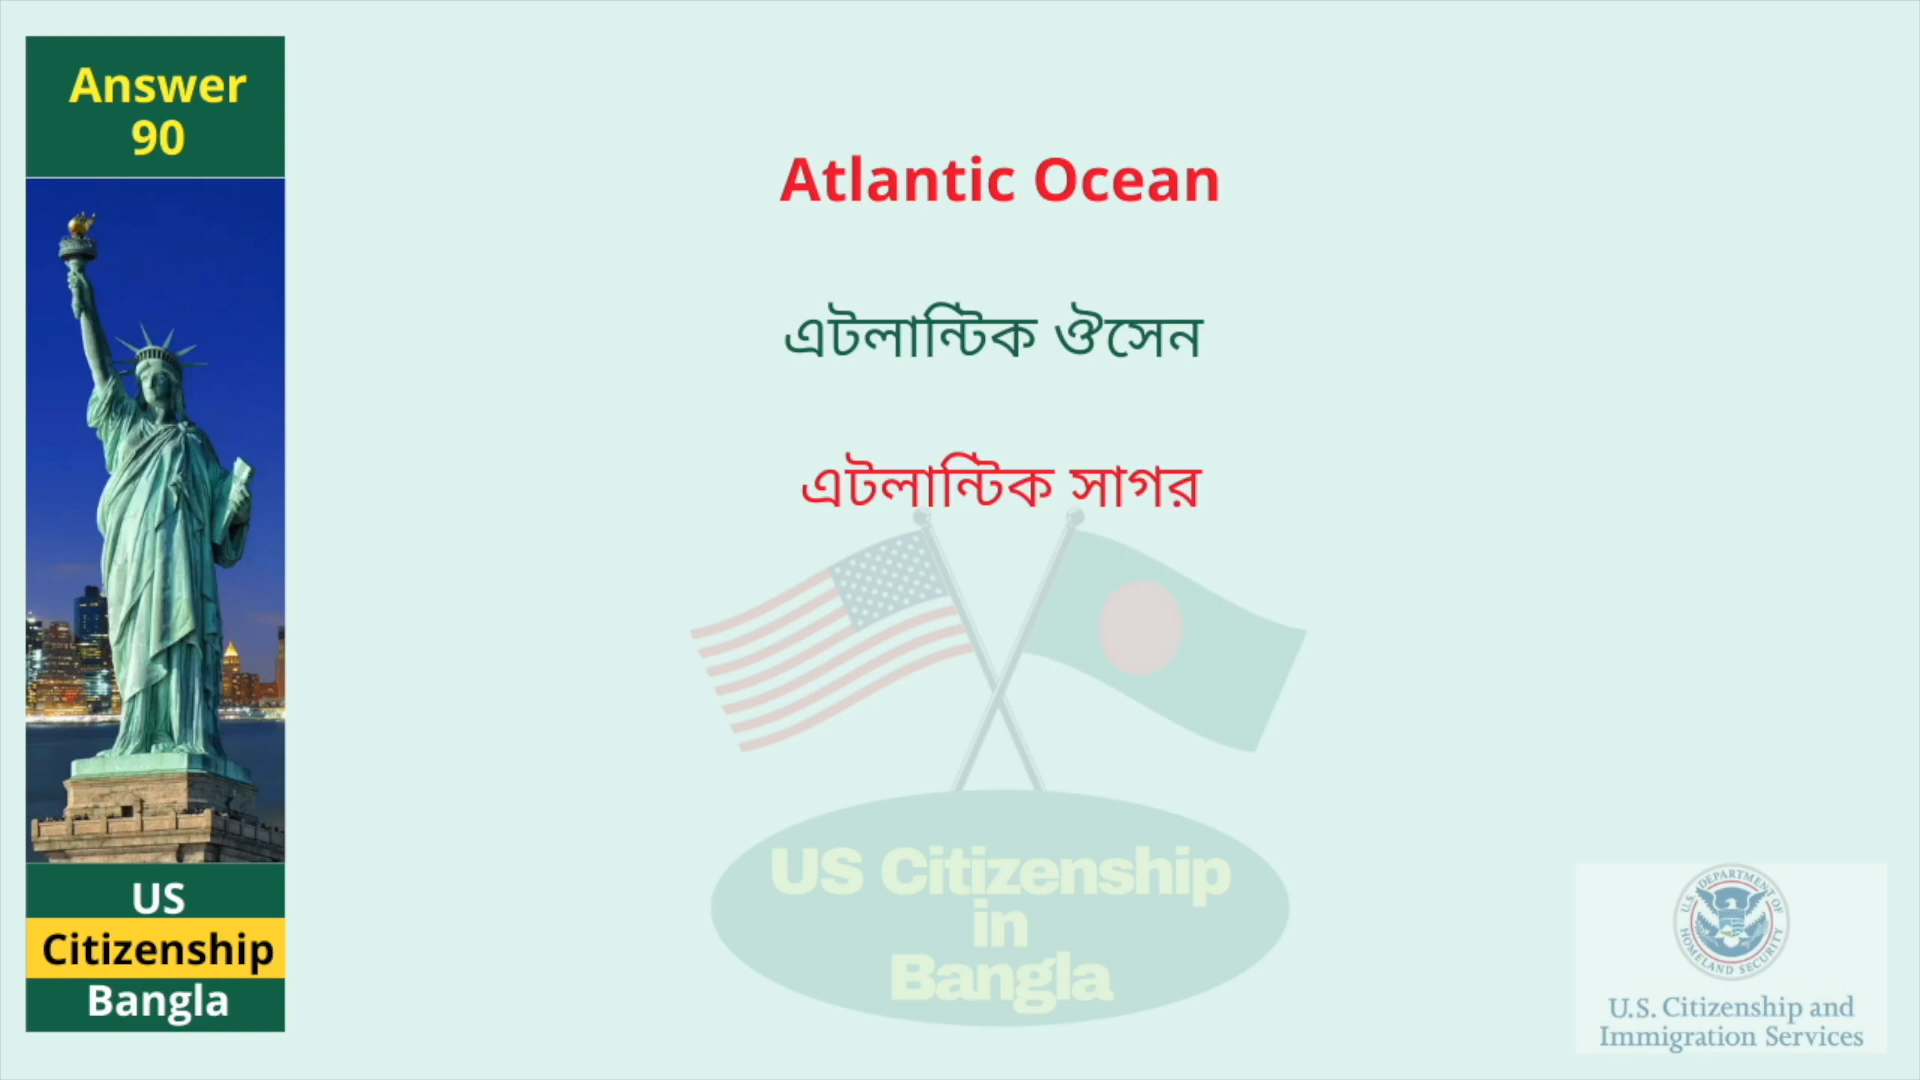 Answer
90
Atlantic Ocean
এটলান্টিক ঔসেন
এটলান্টিক সাগর
US
Citizenship
Bangla
US Citizenship
in
Bangla
U.S. DEPARTMENT OF HOMELAND SECURITY
U.S. Citizenship and
Immigration Services